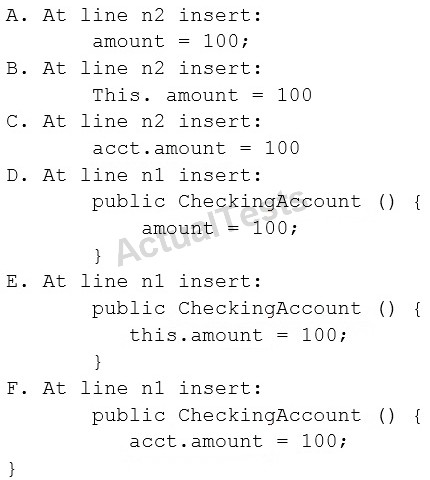 A. At line n2 insert:
amount = 100;
B. At line n2 insert:
This. amount = 100
C. At line n2 insert:
acct.amount = 100
D. At line n1 insert:
public CheckingAccount () {
amount = 100;
}
E. At line n1 insert:
public CheckingAccount () {
this.amount = 100;
}
F. At line n1 insert:
public CheckingAccount () {
acct.amount = 100;
}
ActualTests